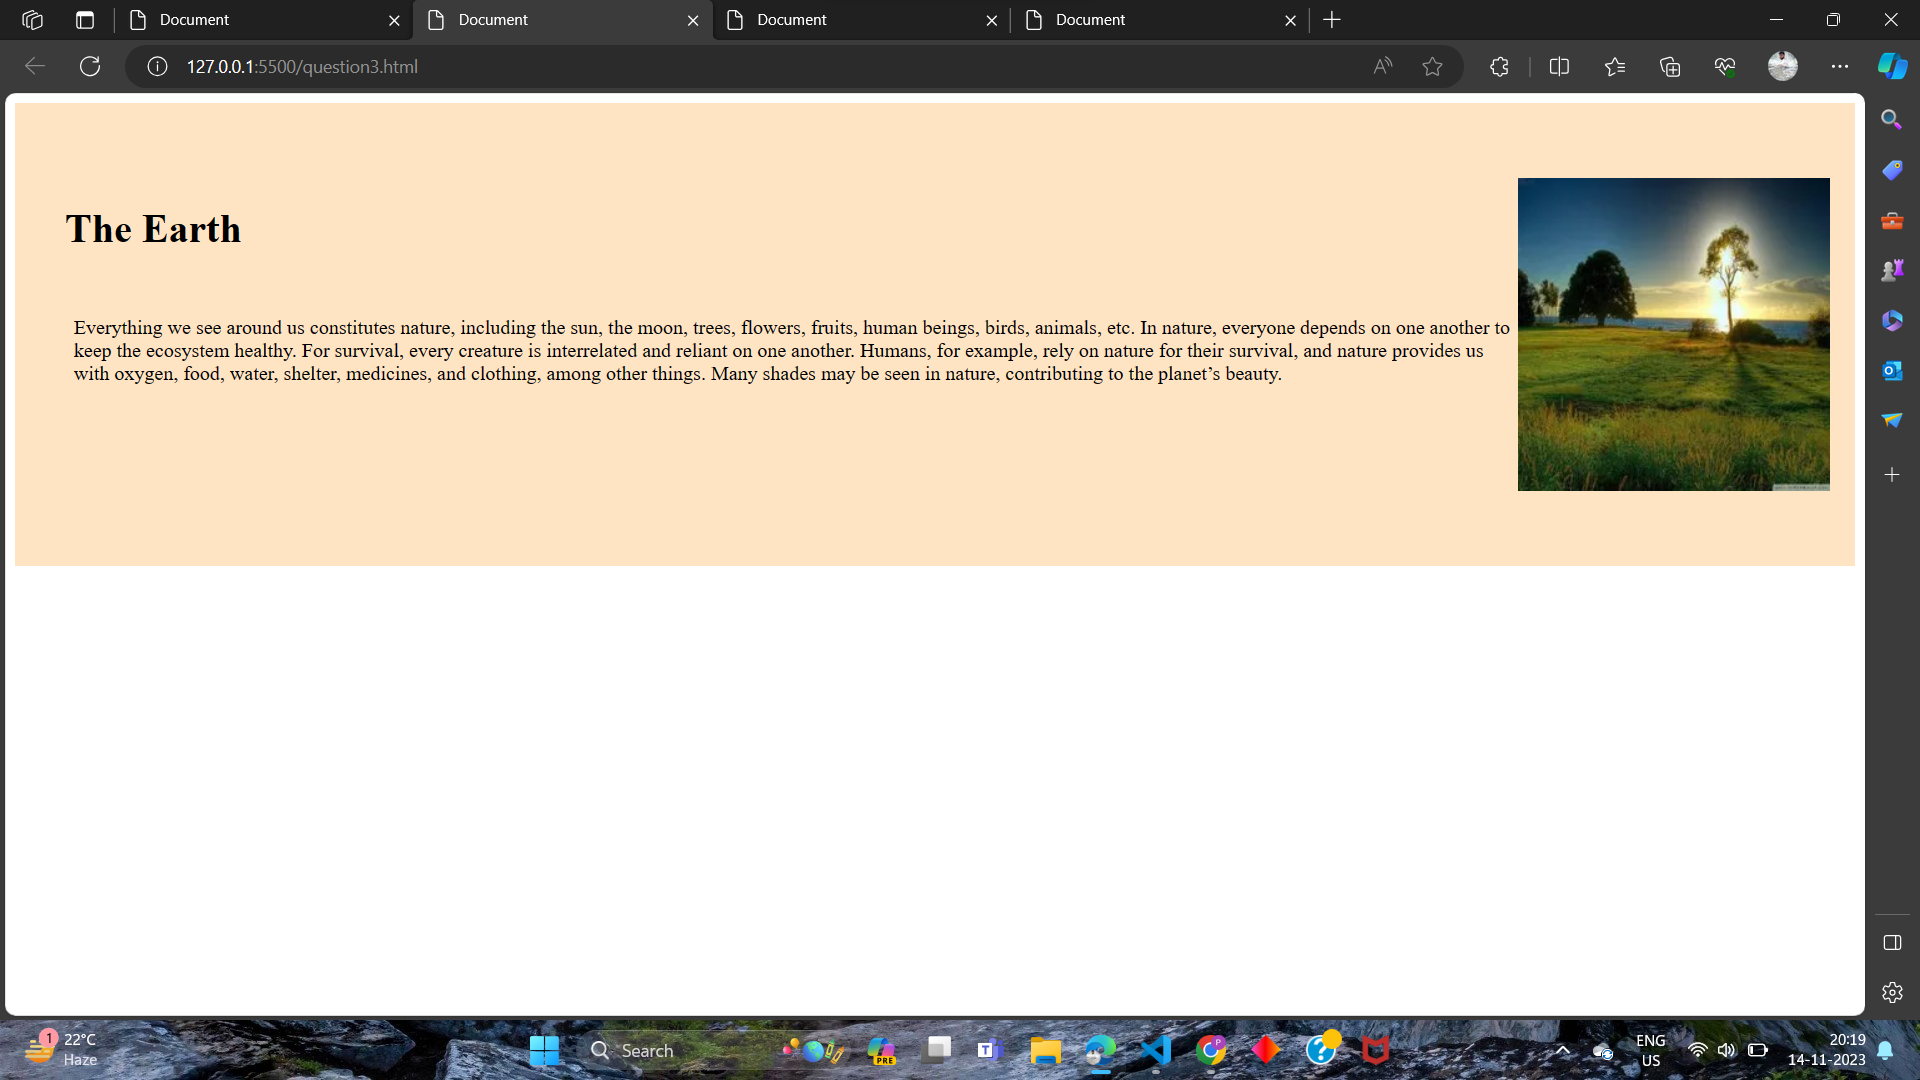 Document
Document
Document
Document
127.0.0.1:5500/question3.html
The Earth
Everything we see around us constitutes nature, including the sun, the moon, trees, flowers, fruits, human beings, birds, animals, etc. In nature, everyone depends on one another to
keep the ecosystem healthy. For survival, every creature is interrelated and reliant on one another. Humans, for example, rely on nature for their survival, and nature provides us
with oxygen, food, water, shelter, medicines, and clothing, among other things. Many shades may be seen in nature, contributing to the planet’s beauty.
1
22°C
Haze
Search
PRE
ENG
US
20:19
14-11-2023